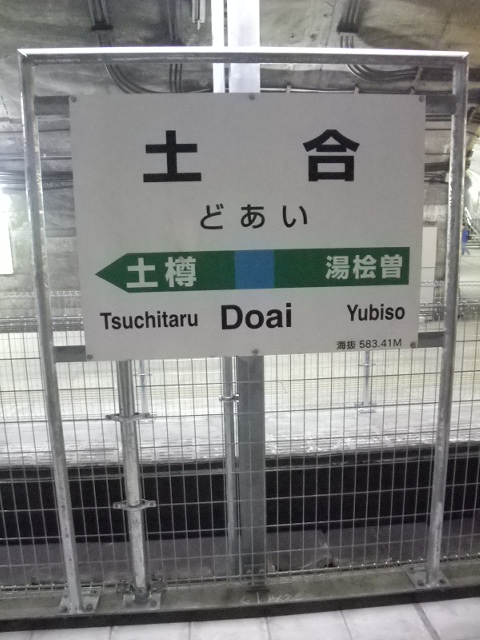 土合
どあい
土樽 湯桧曽
Tsuchitaru Doai Yubiso
海抜 583.41M